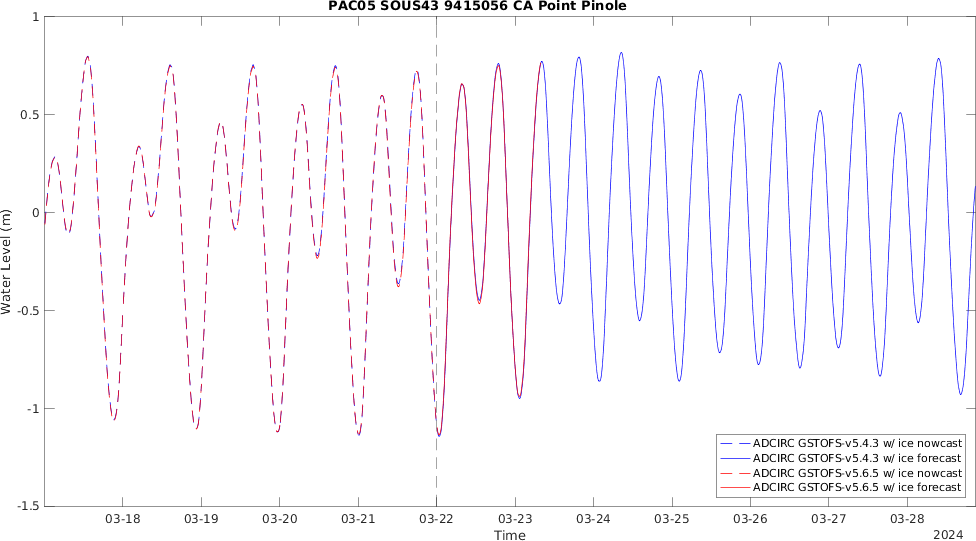 PAC05 SOUS43 9415056 CA Point Pinole
1
0.5
0
-0.5
-1
-1.5
Water Level (m)
03-18 03-19 03-20 03-21 03-22 03-23 03-24 03-25 03-26 03-27 03-28
Time
2024
ADCIRC GSTOFS-v5.4.3 w/ ice nowcast
ADCIRC GSTOFS-v5.4.3 w/ ice forecast
ADCIRC GSTOFS-v5.6.5 w/ ice nowcast
ADCIRC GSTOFS-v5.6.5 w/ ice forecast